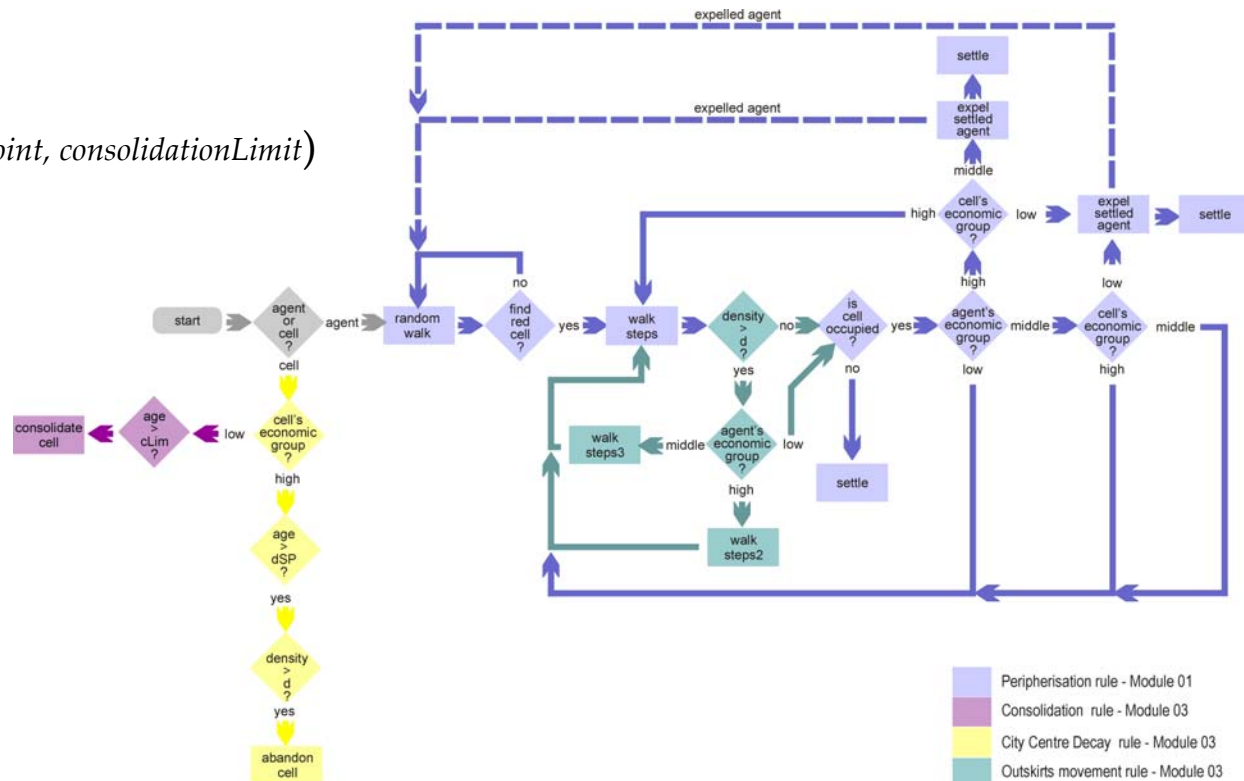 expelled agent
settle
expelled agent
expel
settled
agent
oint, consolidationLimit)
middle
cell's
economic
group
?
high
low
expel
settled
agent
settle
no
high
low
start
agent
or
cell
?
agent
random
walk
find
red
cell
?
yes
walk
steps
density
>
d
?
no
is
cell
occupied
?
yes
agent's
economic
group
?
middle
cell's
economic
group
?
middle
cell
yes
no
low
high
consolidate
cell
age
>
cLim
?
low
cell's
economic
group
?
walk
steps3
middle
agent's
economic
group
?
low
high
high
settle
age
>
dSP
?
walk
steps2
yes
density
>
d
?
yes
abandon
cell
Peripherisation rule - Module 01
Consolidation rule - Module 03
City Centre Decay rule - Module 03
Outskirts movement rule - Module 03